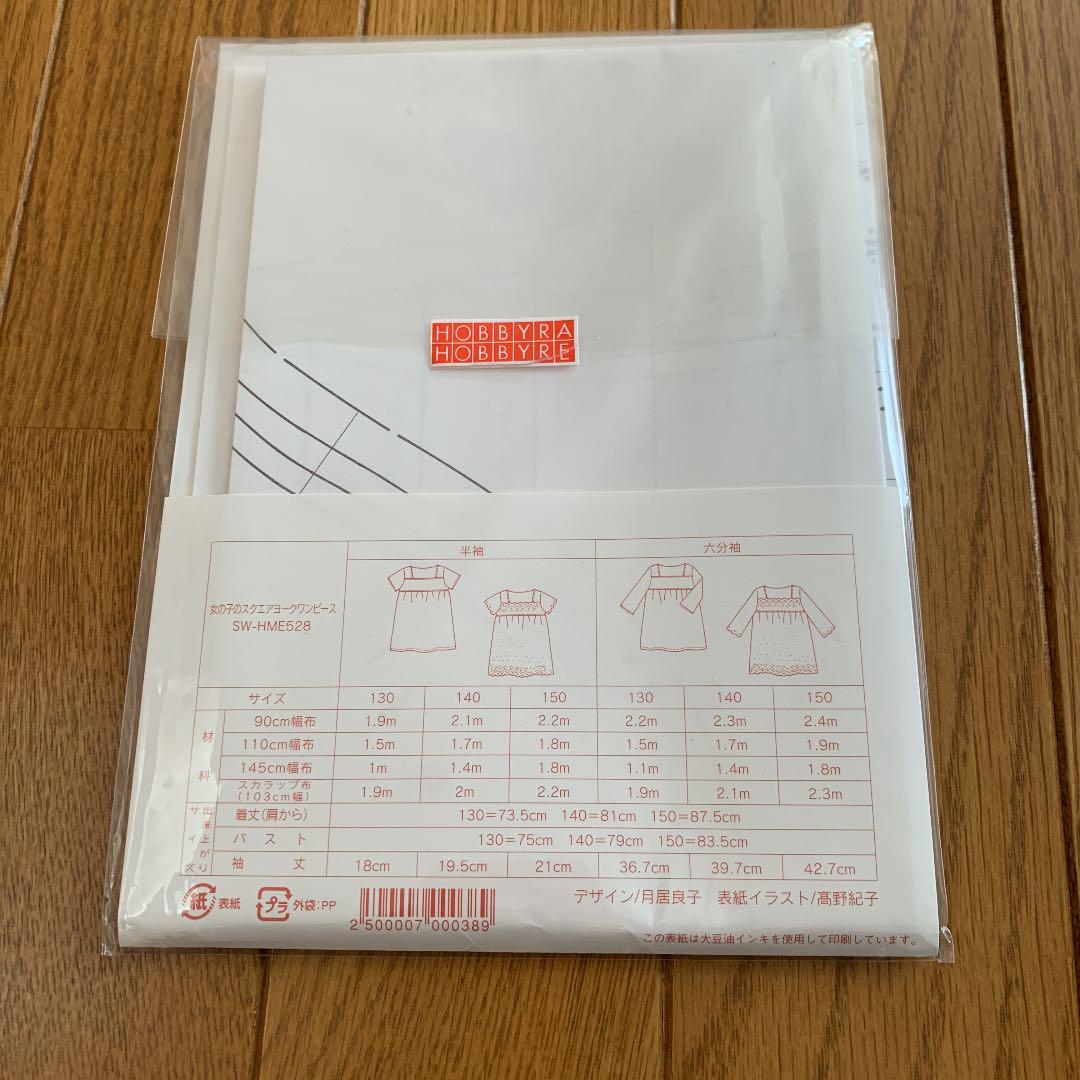 HOBBYRA
HOBBYRE
半袖 六分袖
女の子のスクエアヨークワンピース
SW-HME528
サイズ 130 140 150 130 140 150
材料
90cm幅布 1.9m 2.1m 2.2m 2.2m 2.3m 2.4m
110cm幅布 1.5m 1.7m 1.8m 1.5m 1.7m 1.9m
145cm幅布 1m 1.4m 1.8m 1.1m 1.4m 1.8m
スカラップ布
(103cm幅) 1.9m 2m 2.2m 1.9m 2.1m 2.3m
出来上がり
サイズ
着丈(肩から) 130=73.5cm 140=81cm 150=87.5cm
バスト 130=75cm 140=79cm 150=83.5cm
袖丈 18cm 19.5cm 21cm 36.7cm 39.7cm 42.7cm
紙 表紙 プラ 外袋:PP
2 500007 000389
デザイン/月居良子 表紙イラスト/髙野紀子
この表紙は大豆油インキを使用して印刷しています。